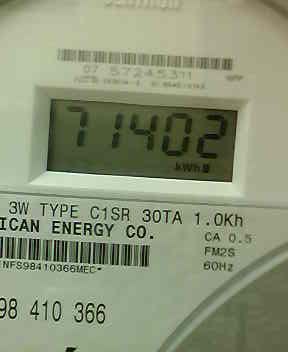 07 57245311
71402
kWh
3W TYPE C1SR 30TA 1.0Kh
ICAN ENERGY CO.
CA 0.5
FM2S
60Hz
NFS98410366MEC*
98 410 366